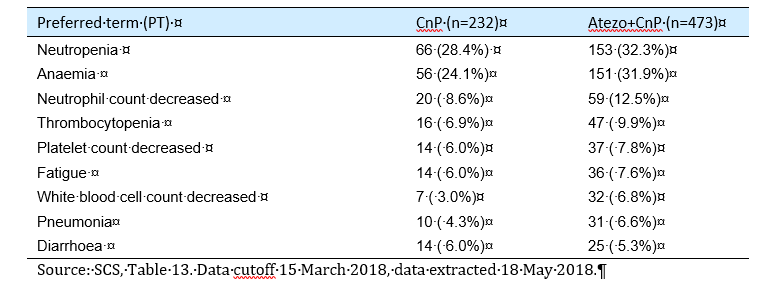 Preferred·term·(PT)·¤ CnP·(n=232)¤ Atezo+CnP·(n=473)¤
Neutropenia·¤ 66·(28.4%)·¤ 153·(32.3%)¤
Anaemia·¤ 56·(24.1%)¤ 151·(31.9%)¤
Neutrophil·count·decreased·¤ 20·(·8.6%)¤ 59·(12.5%)¤
Thrombocytopenia·¤ 16·(·6.9%)¤ 47·(·9.9%)¤
Platelet·count·decreased·¤ 14·(·6.0%)¤ 37·(·7.8%)¤
Fatigue·¤ 14·(·6.0%)¤ 36·(·7.6%)¤
White·blood·cell·count·decreased·¤ 7·(·3.0%)¤ 32·(·6.8%)¤
Pneumonia¤ 10·(·4.3%)¤ 31·(·6.6%)¤
Diarrhoea·¤ 14·(·6.0%)¤ 25·(·5.3%)¤
Source:·SCS,·Table·13.·Data·cutoff·15·March·2018,·data·extracted·18·May·2018.¶